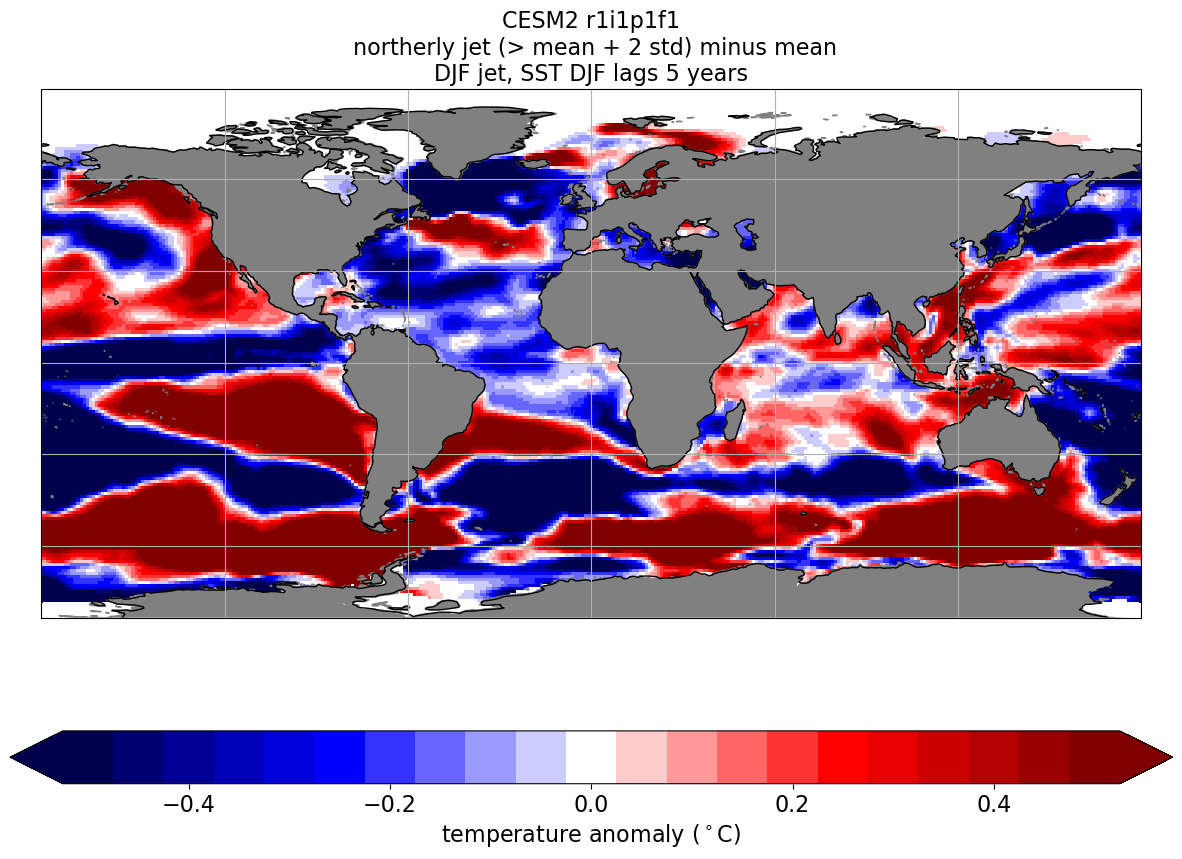 CESM2 r1i1p1f1
northerly jet (> mean + 2 std) minus mean
DJF jet, SST DJF lags 5 years
−0.4 −0.2 0.0 0.2 0.4
temperature anomaly (°C)